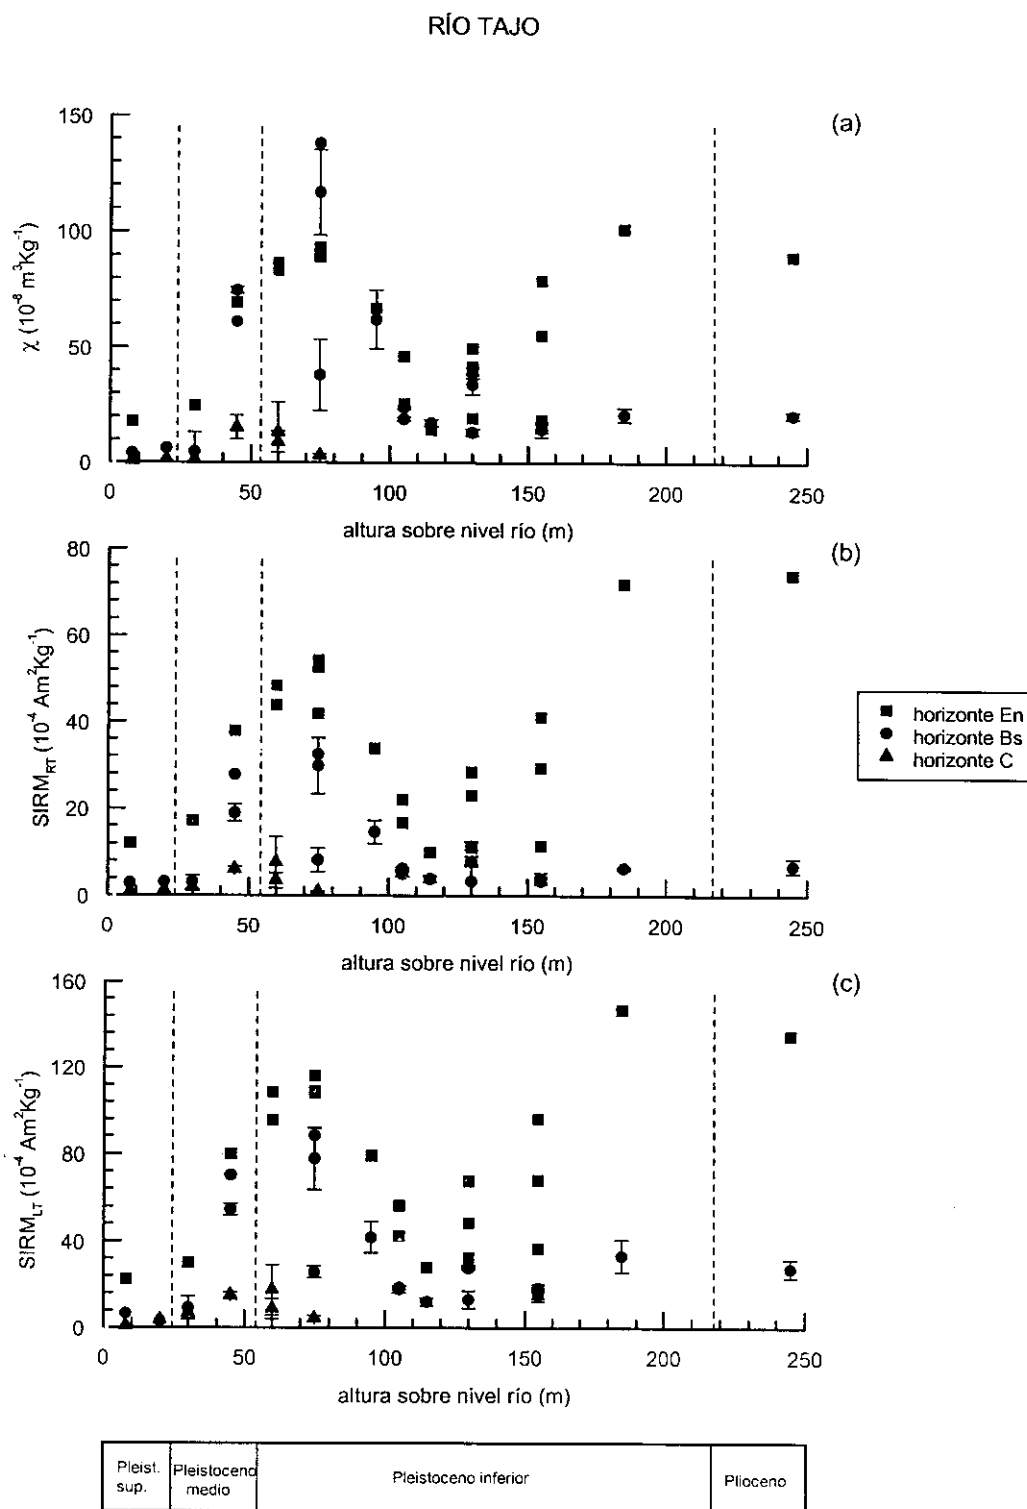 RÍO TAJO
(a)
150
100
50
0
χ (10⁻⁸ m³Kg⁻¹)
0 50 100 150 200 250
altura sobre nivel río (m)
(b)
80
60
40
20
0
SIRM_RT (10⁻⁴ Am²Kg⁻¹)
0 50 100 150 200 250
altura sobre nivel río (m)
horizonte En
horizonte Bs
horizonte C
(c)
160
120
80
40
0
SIRM_LT (10⁻⁴ Am²Kg⁻¹)
0 50 100 150 200 250
altura sobre nivel río (m)
Pleist.
sup.
Pleistoceno
medio
Pleistoceno inferior
Plioceno